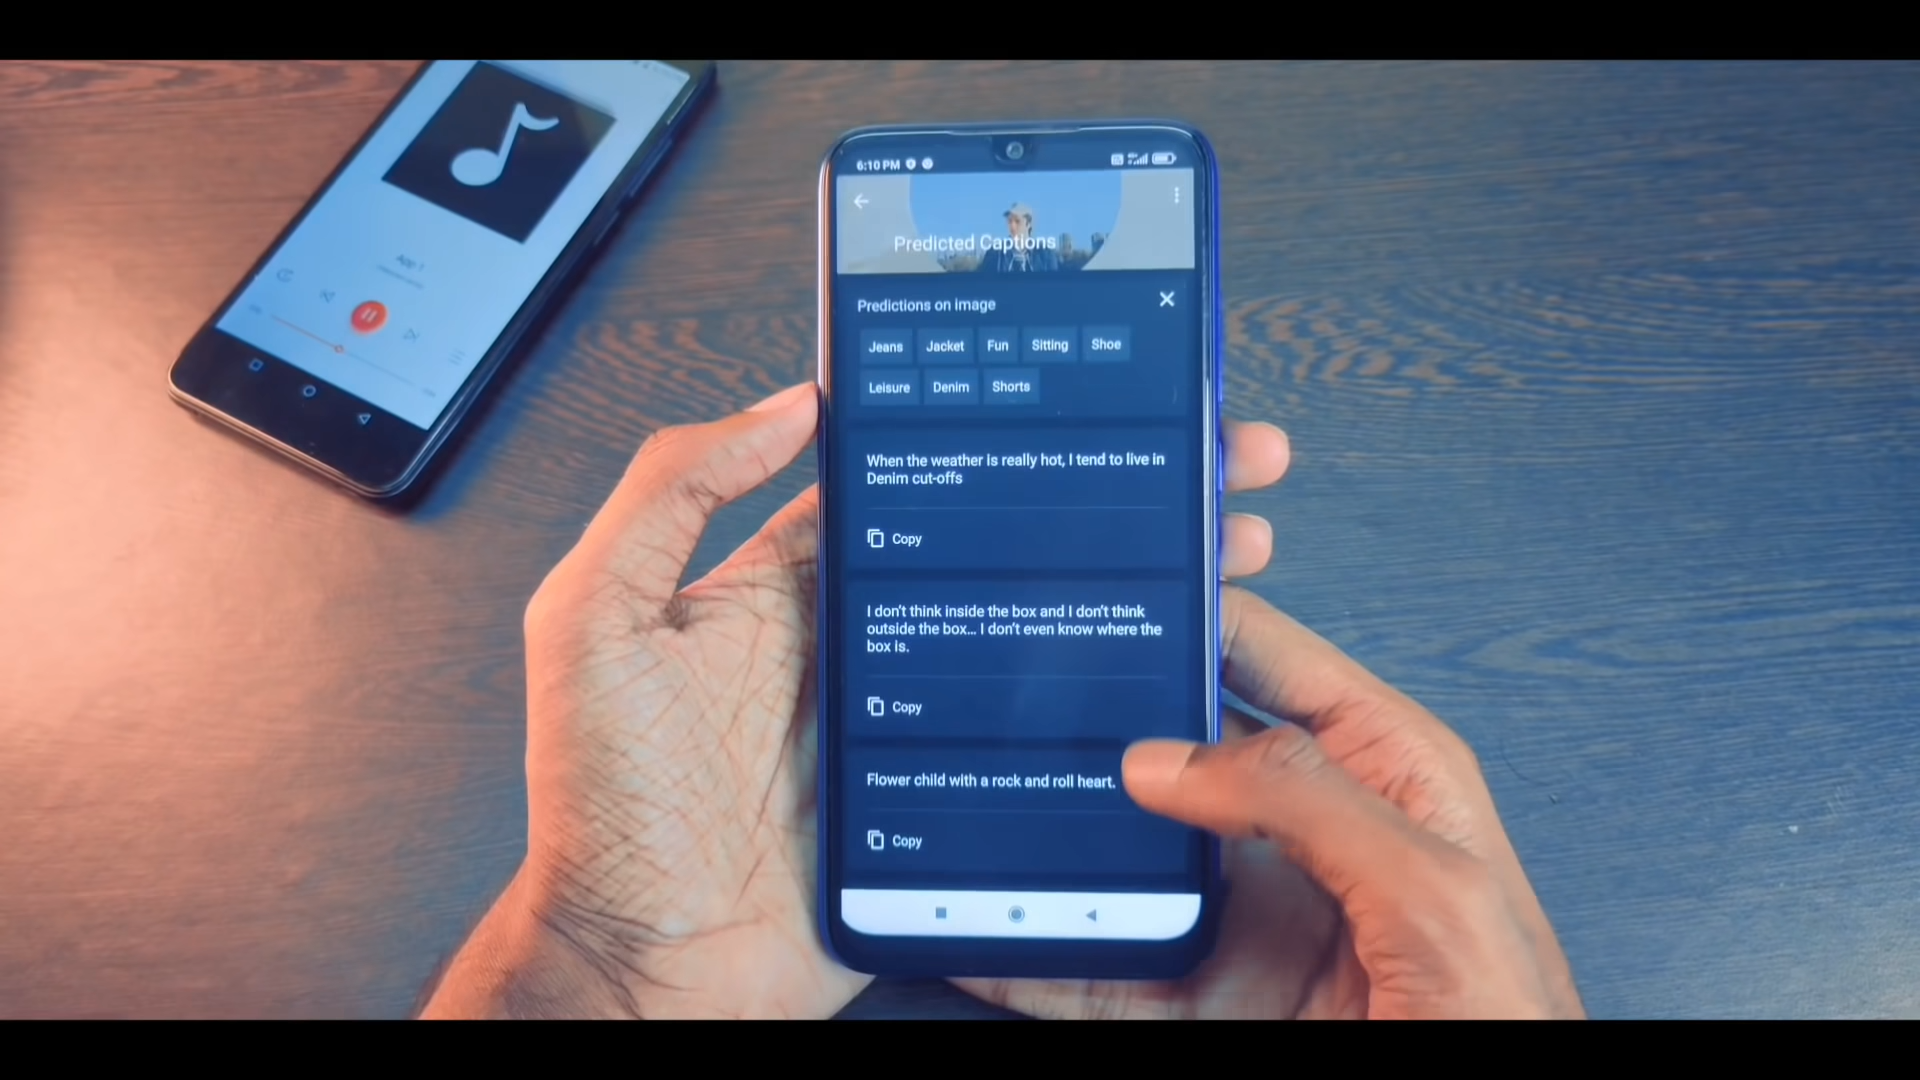 6:10 PM
Predicted Captions
Predictions on image
Jeans Jacket Fun Sitting Shoe
Leisure Denim Shorts
When the weather is really hot, I tend to live in
Denim cut-offs
Copy
I don't think inside the box and I don't think
outside the box... I don't even know where the
box is.
Copy
Flower child with a rock and roll heart.
Copy
App 1